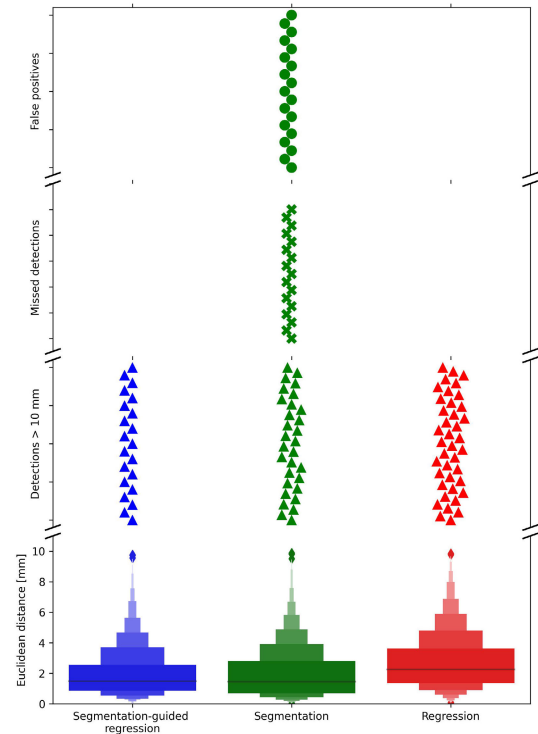 False positives
Missed detections
Detections > 10 mm
Euclidean distance [mm]
10
8
6
4
2
0
Segmentation-guided
regression
Segmentation
Regression